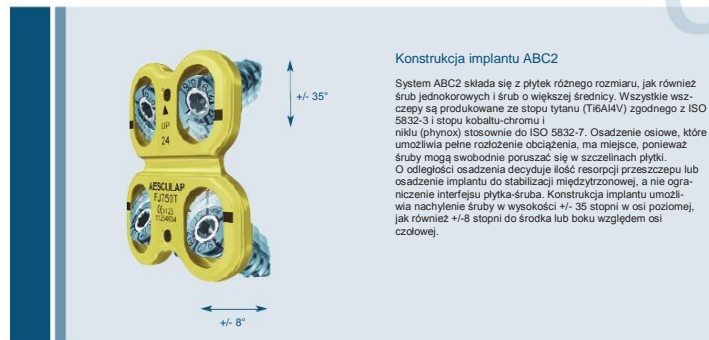 Konstrukcja implantu ABC2
System ABC2 składa się z płytek różnego rozmiaru, jak również
śrub jednokorowych i śrub o większej średnicy. Wszystkie wsz-
czepy są produkowane ze stopu tytanu (Ti6Al4V) zgodnego z ISO
5832-3 i stopu kobaltu-chromu i
niklu (phynox) stosownie do ISO 5832-7. Osadzenie osiowe, które
umożliwia pełne rozłożenie obciążenia, ma miejsce, ponieważ
śruby mogą swobodnie poruszać się w szczelinach płytki.
O odległości osadzenia decyduje ilość resorpcji przeszczepu lub
osadzenie implantu do stabilizacji międzytrzonowej, a nie ogra-
niczenie interfejsu płytka-śruba. Konstrukcja implantu umożli-
wia nachylenie śruby w wysokości +/- 35 stopni w osi poziomej,
jak również +/-8 stopni do środka lub boku względem osi
czołowej.
+/- 35°
UP
24
AESCULAP
+/- 8°